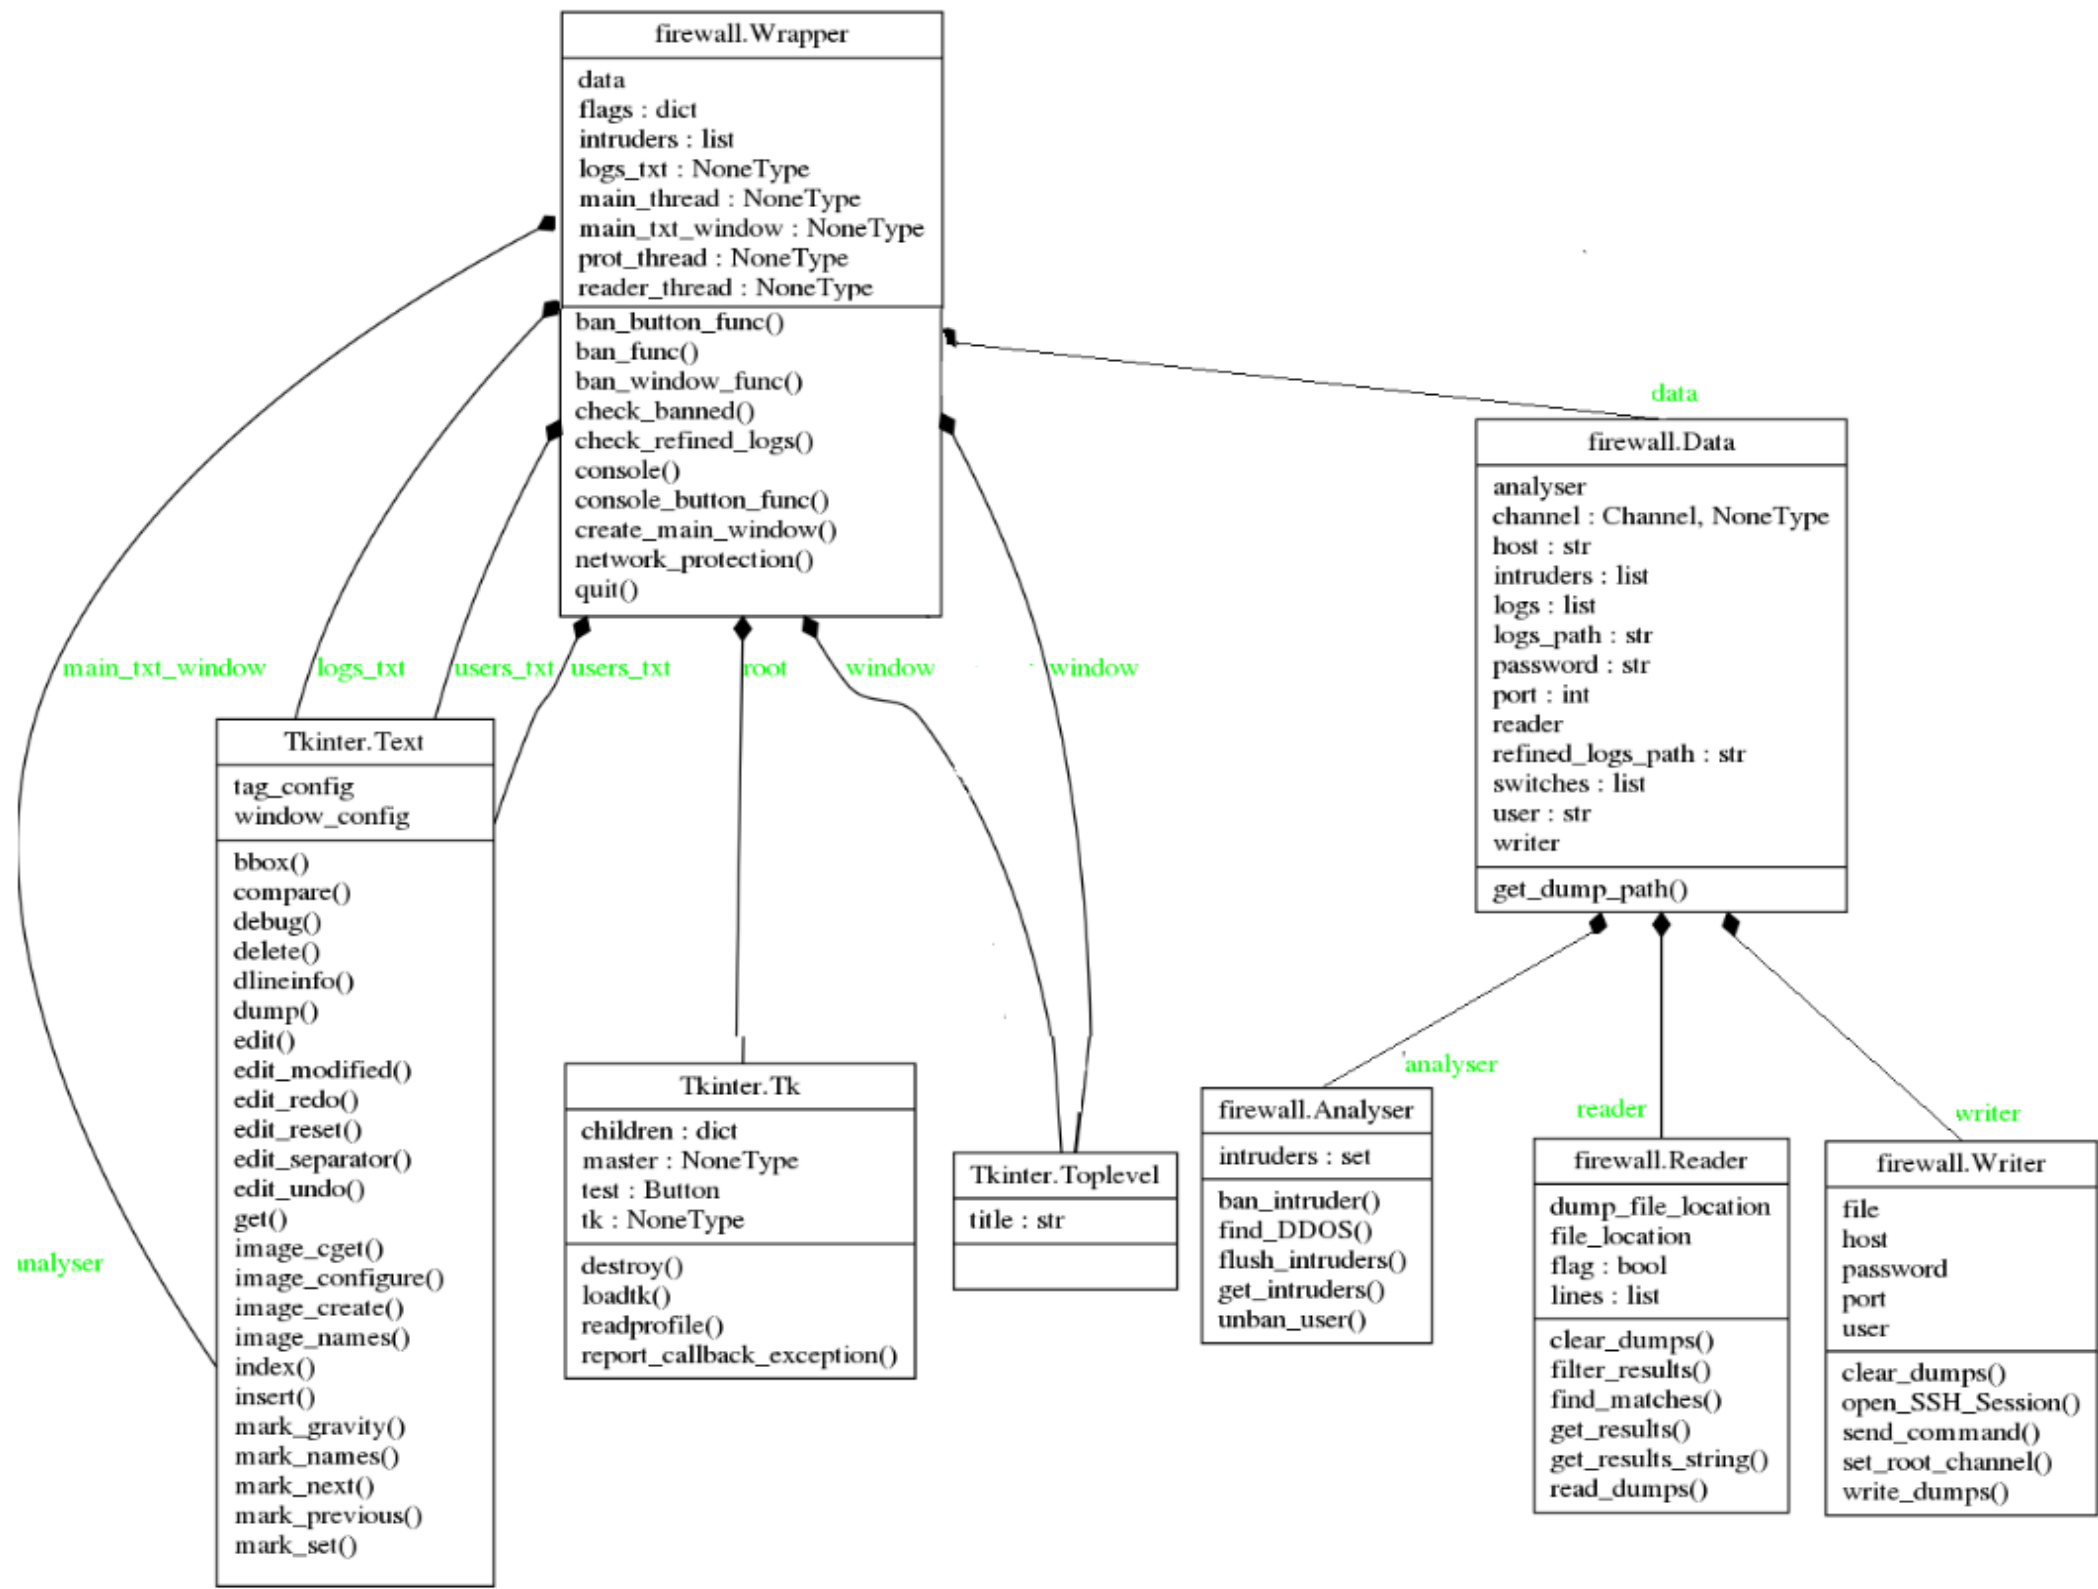 firewall.Wrapper
data
flags : dict
intruders : list
logs_txt : NoneType
main_thread : NoneType
main_txt_window : NoneType
prot_thread : NoneType
reader_thread : NoneType
ban_button_func()
ban_func()
ban_window_func()
check_banned()
check_refined_logs()
console()
console_button_func()
create_main_window()
network_protection()
quit()
data
firewall.Data
analyser
channel : Channel, NoneType
host : str
intruders : list
logs : list
logs_path : str
password : str
port : int
reader
refined_logs_path : str
switches : list
user : str
writer
get_dump_path()
main_txt_window
logs_txt
users_txt
users_txt
root
window
window
Tkinter.Text
tag_config
window_config
bbox()
compare()
debug()
delete()
dlineinfo()
dump()
edit()
edit_modified()
edit_redo()
edit_reset()
edit_separator()
edit_undo()
get()
image_cget()
image_configure()
image_create()
image_names()
index()
insert()
mark_gravity()
mark_names()
mark_next()
mark_previous()
mark_set()
Tkinter.Tk
children : dict
master : NoneType
test : Button
tk : NoneType
destroy()
loadtk()
readprofile()
report_callback_exception()
Tkinter.Toplevel
title : str
analyser
firewall.Analyser
intruders : set
ban_intruder()
find_DDOS()
flush_intruders()
get_intruders()
unban_user()
reader
firewall.Reader
dump_file_location
file_location
flag : bool
lines : list
clear_dumps()
filter_results()
find_matches()
get_results()
get_results_string()
read_dumps()
writer
firewall.Writer
file
host
password
port
user
clear_dumps()
open_SSH_Session()
send_command()
set_root_channel()
write_dumps()